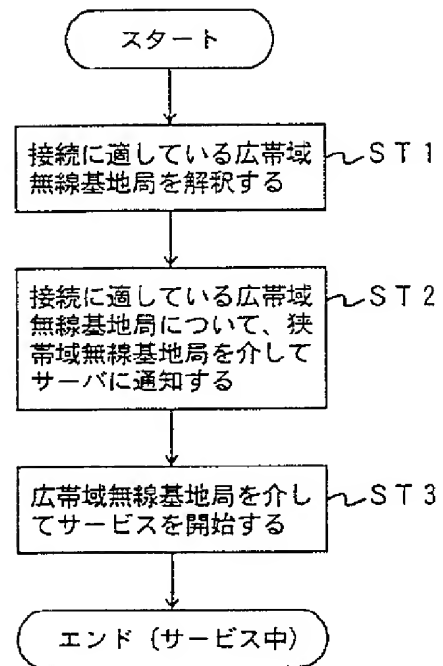 スタート
接続に適している広帯域 ST1
無線基地局を解釈する
接続に適している広帯域 ST2
無線基地局について、狭
帯域無線基地局を介して
サーバに通知する
広帯域無線基地局を介し ST3
てサービスを開始する
エンド(サービス中)